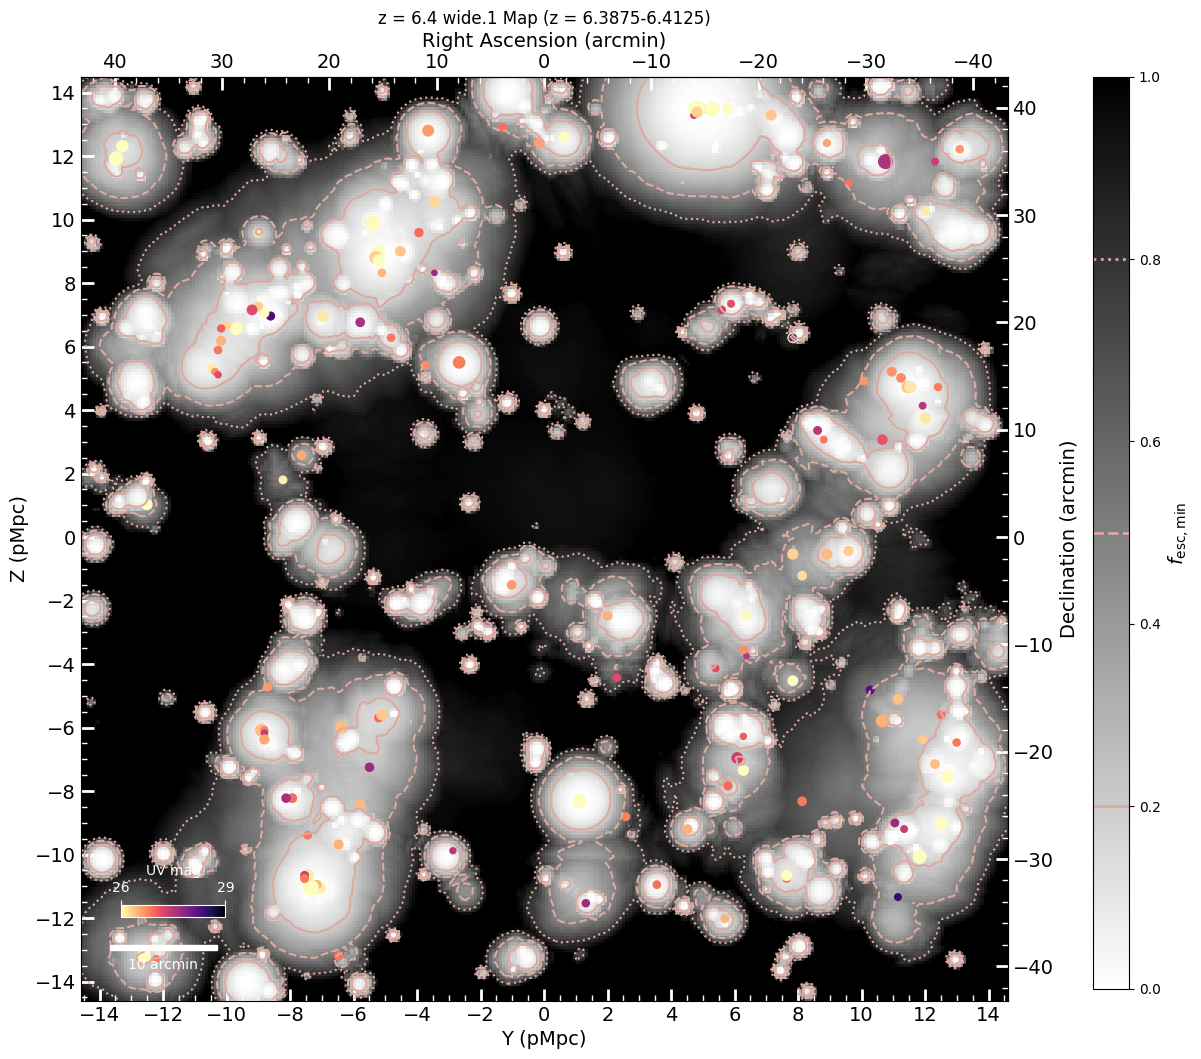 z = 6.4 wide.1 Map (z = 6.3875-6.4125)
Right Ascension (arcmin)
40 30 20 10 0 −10 −20 −30 −40
14 12 10 8 6 4 2 0 −2 −4 −6 −8 −10 −12 −14
Z (pMpc)
40 30 20 10 0 −10 −20 −30 −40
Declination (arcmin)
1.0 0.8 0.6 0.4 0.2 0.0
fesc, min
UV mag
26 29
10 arcmin
−14 −12 −10 −8 −6 −4 −2 0 2 4 6 8 10 12 14
Y (pMpc)